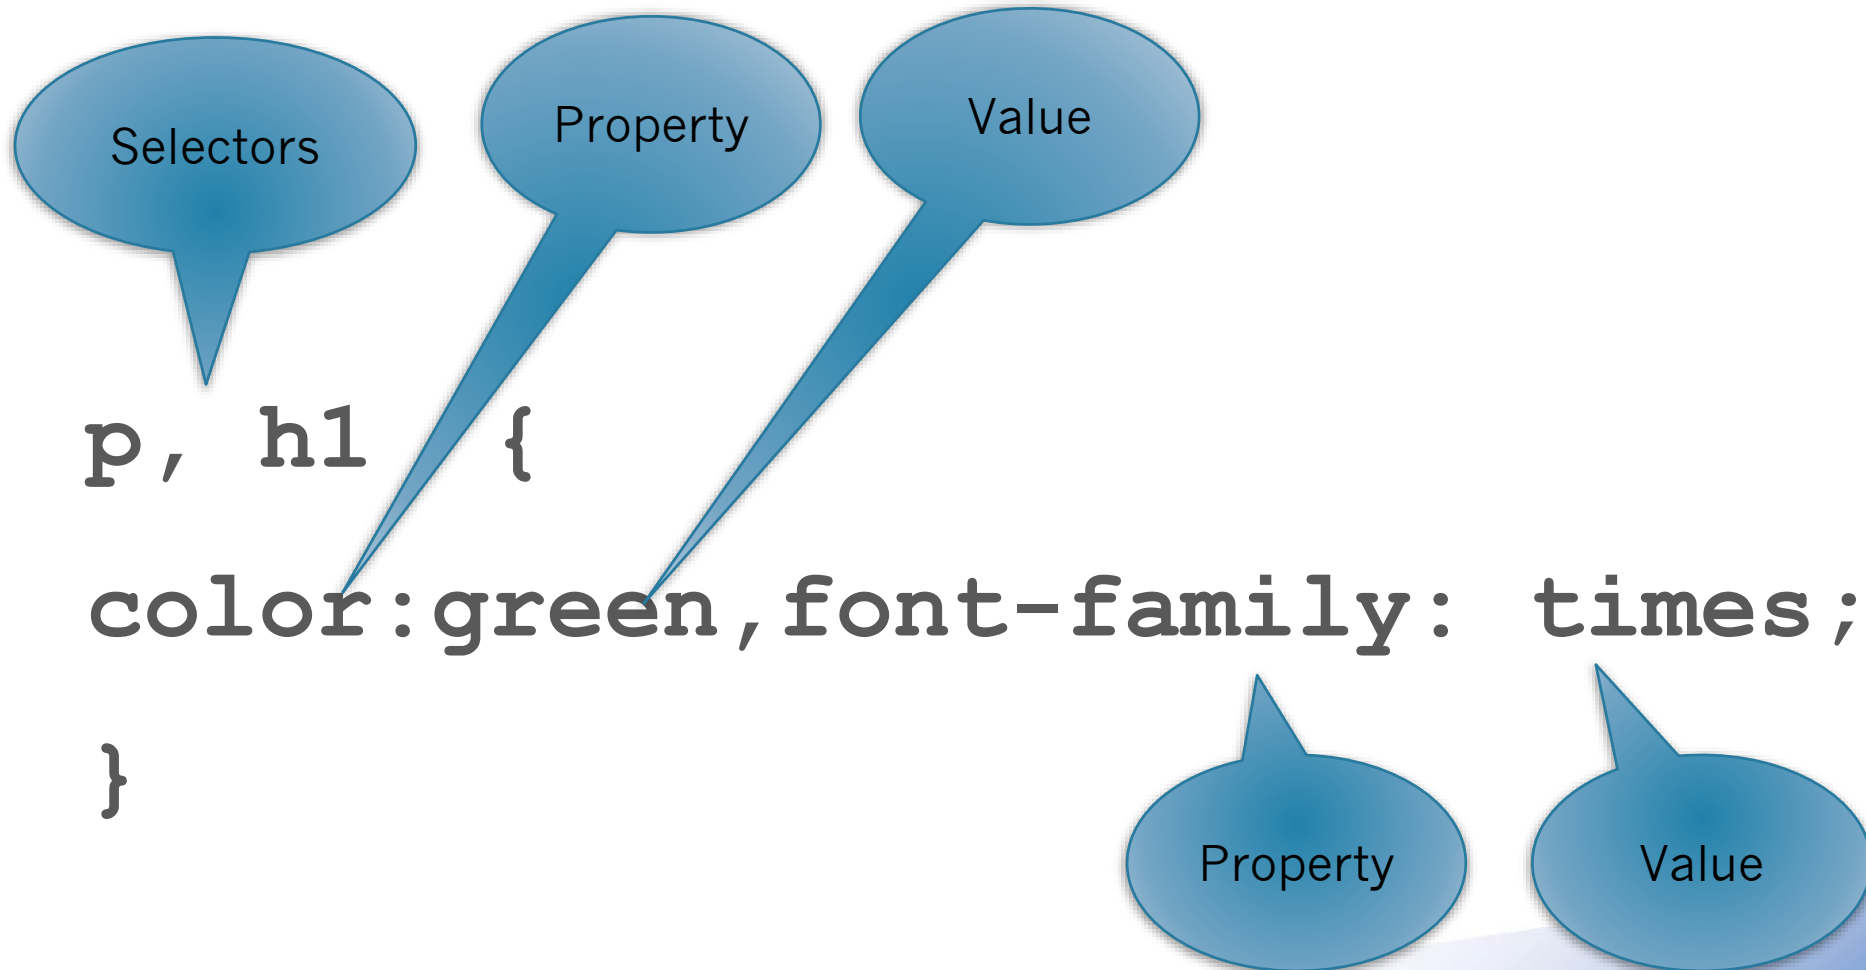 Selectors
Property
Value
p, h1 {
color:green,font-family: times;
}
Property
Value